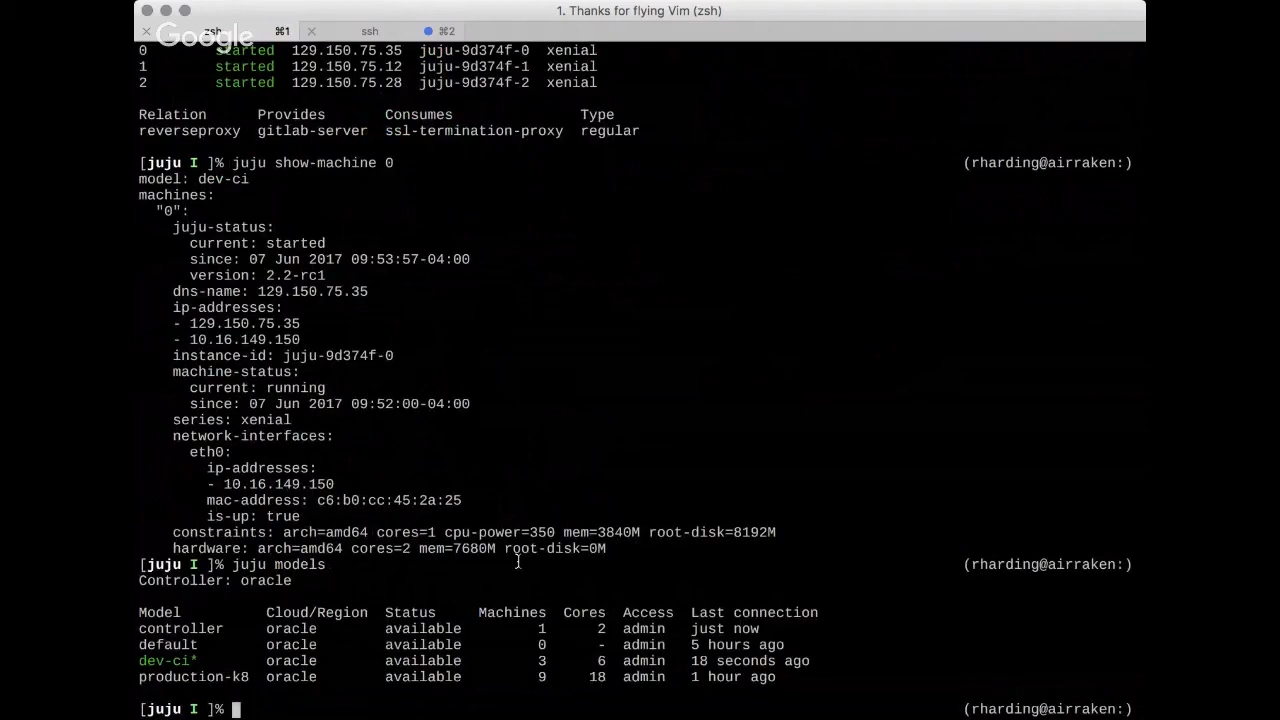 1. Thanks for flying Vim (zsh)
zsh ⌘1 ssh ⌘2
Google
0 started 129.150.75.35 juju-9d374f-0 xenial
1 started 129.150.75.12 juju-9d374f-1 xenial
2 started 129.150.75.28 juju-9d374f-2 xenial
Relation Provides Consumes Type
reverseproxy gitlab-server ssl-termination-proxy regular
[juju I ]% juju show-machine 0 (rharding@airraken:)
model: dev-ci
machines:
"0":
juju-status:
current: started
since: 07 Jun 2017 09:53:57-04:00
version: 2.2-rc1
dns-name: 129.150.75.35
ip-addresses:
- 129.150.75.35
- 10.16.149.150
instance-id: juju-9d374f-0
machine-status:
current: running
since: 07 Jun 2017 09:52:00-04:00
series: xenial
network-interfaces:
eth0:
ip-addresses:
- 10.16.149.150
mac-address: c6:b0:cc:45:2a:25
is-up: true
constraints: arch=amd64 cores=1 cpu-power=350 mem=3840M root-disk=8192M
hardware: arch=amd64 cores=2 mem=7680M root-disk=0M
[juju I ]% juju models (rharding@airraken:)
Controller: oracle
Model Cloud/Region Status Machines Cores Access Last connection
controller oracle available 1 2 admin just now
default oracle available 0 - admin 5 hours ago
dev-ci* oracle available 3 6 admin 18 seconds ago
production-k8 oracle available 9 18 admin 1 hour ago
[juju I ]% (rharding@airraken:)